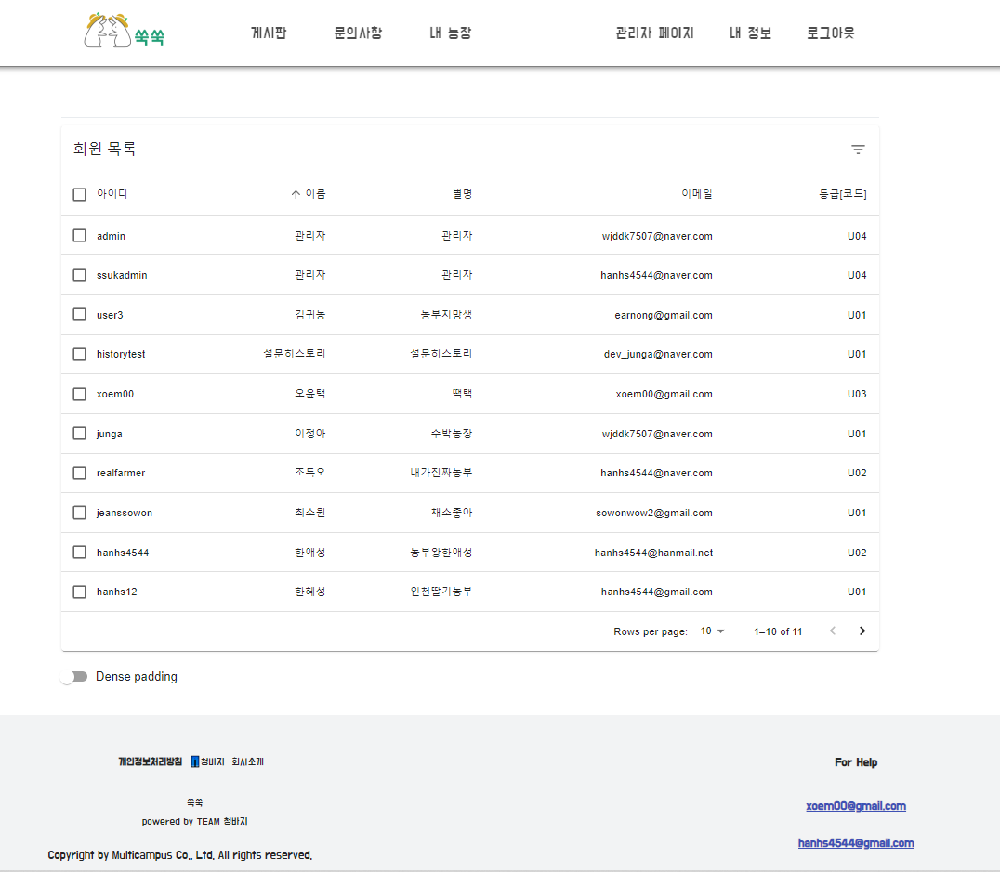 쑥쑥 게시판 문의사항 내 농장 관리자 페이지 내 정보 로그아웃
회원 목록
아이디 이름 별명 이메일 등급[코드]
admin 관리자 관리자 wjddk7507@naver.com U04
ssukadmin 관리자 관리자 hanhs4544@naver.com U04
user3 김귀농 농부지망생 earnong@gmail.com U01
historytest 설문히스토리 설문히스토리 dev_junga@naver.com U01
xoem00 오윤택 땍택 xoem00@gmail.com U03
junga 이정아 수박농장 wjddk7507@naver.com U01
realfarmer 조득오 내가진짜농부 hanhs4544@naver.com U02
jeanssowon 최소원 채소좋아 sowonwow2@gmail.com U01
hanhs4544 한애성 농부왕한애성 hanhs4544@hanmail.net U02
hanhs12 한혜성 인천딸기농부 hanhs4544@gmail.com U01
Rows per page: 10 1–10 of 11
Dense padding
개인정보처리방침 청바지 회사소개
쑥쑥
powered by TEAM 청바지
Copyright by Multicampus Co., Ltd. All rights reserved.
For Help
xoem00@gmail.com
hanhs4544@gmail.com